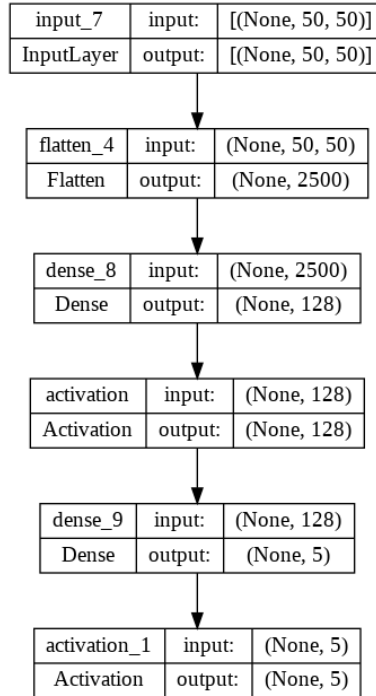 input_7 input: [(None, 50, 50)]
InputLayer output: [(None, 50, 50)]
flatten_4 input: (None, 50, 50)
Flatten output: (None, 2500)
dense_8 input: (None, 2500)
Dense output: (None, 128)
activation input: (None, 128)
Activation output: (None, 128)
dense_9 input: (None, 128)
Dense output: (None, 5)
activation_1 input: (None, 5)
Activation output: (None, 5)